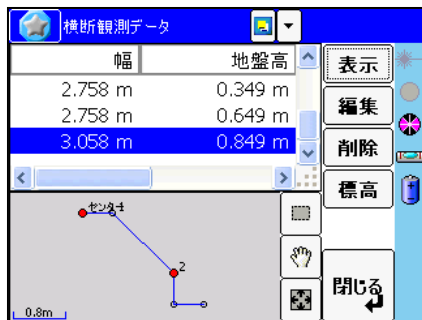 横断観測データ
幅 地盤高
2.758 m 0.349 m
2.758 m 0.649 m
3.058 m 0.849 m
表示
編集
削除
標高
閉じる
センタ4
2
0.8m